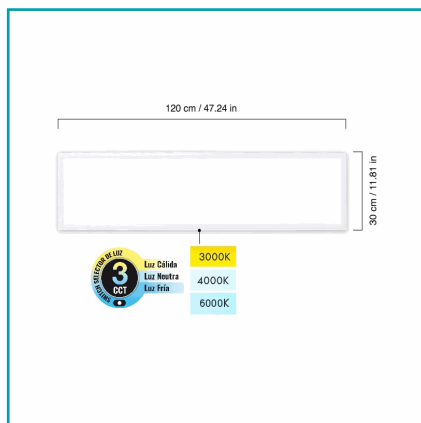 120 cm / 47.24 in
30 cm / 11.81 in
SWITCH SELECTOR DE LUZ
3
CCT
Luz Cálida
Luz Neutra
Luz Fría
3000K
4000K
6000K